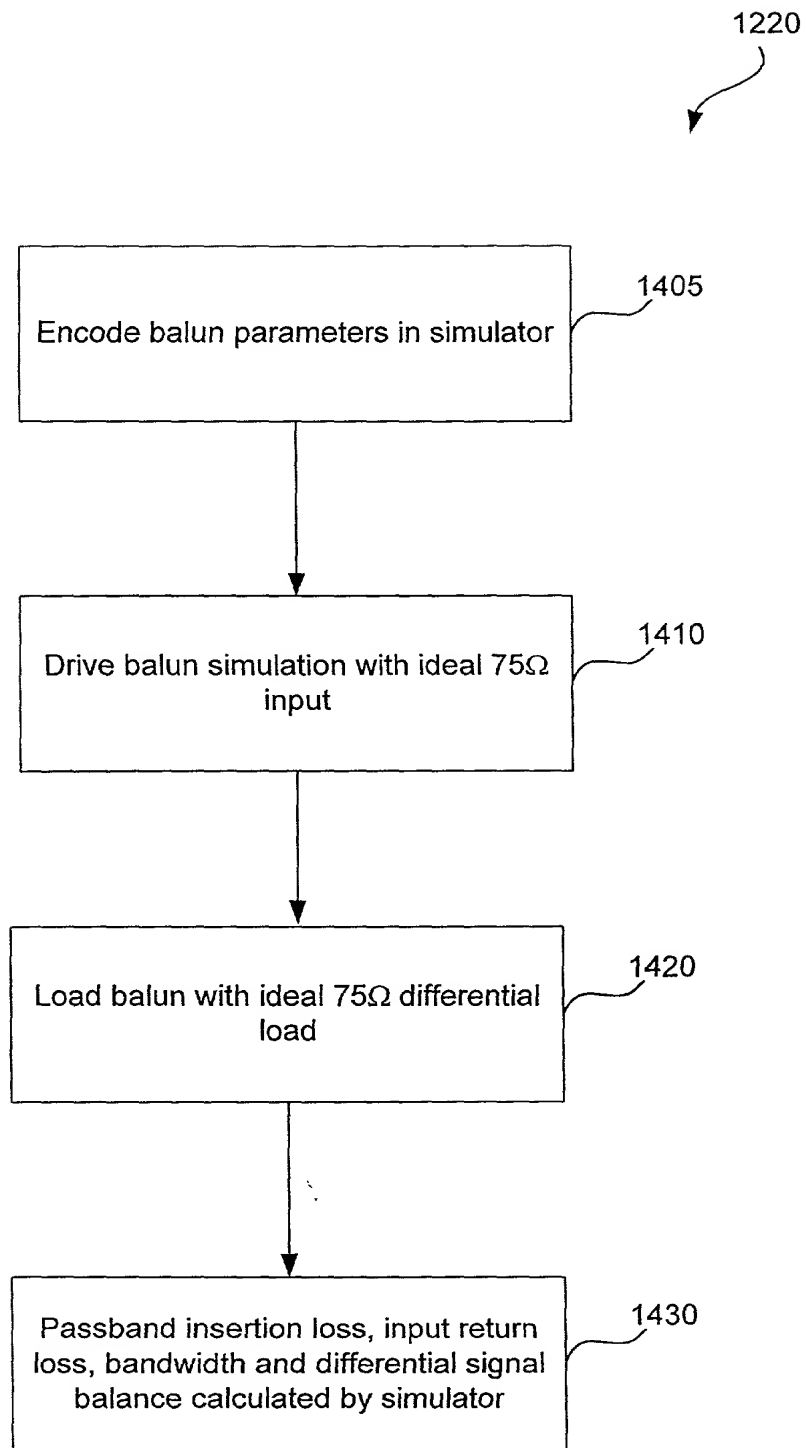 1220
Encode balun parameters in simulator
1405
Drive balun simulation with ideal 75Ω
input
1410
Load balun with ideal 75Ω differential
load
1420
Passband insertion loss, input return
loss, bandwidth and differential signal
balance calculated by simulator
1430